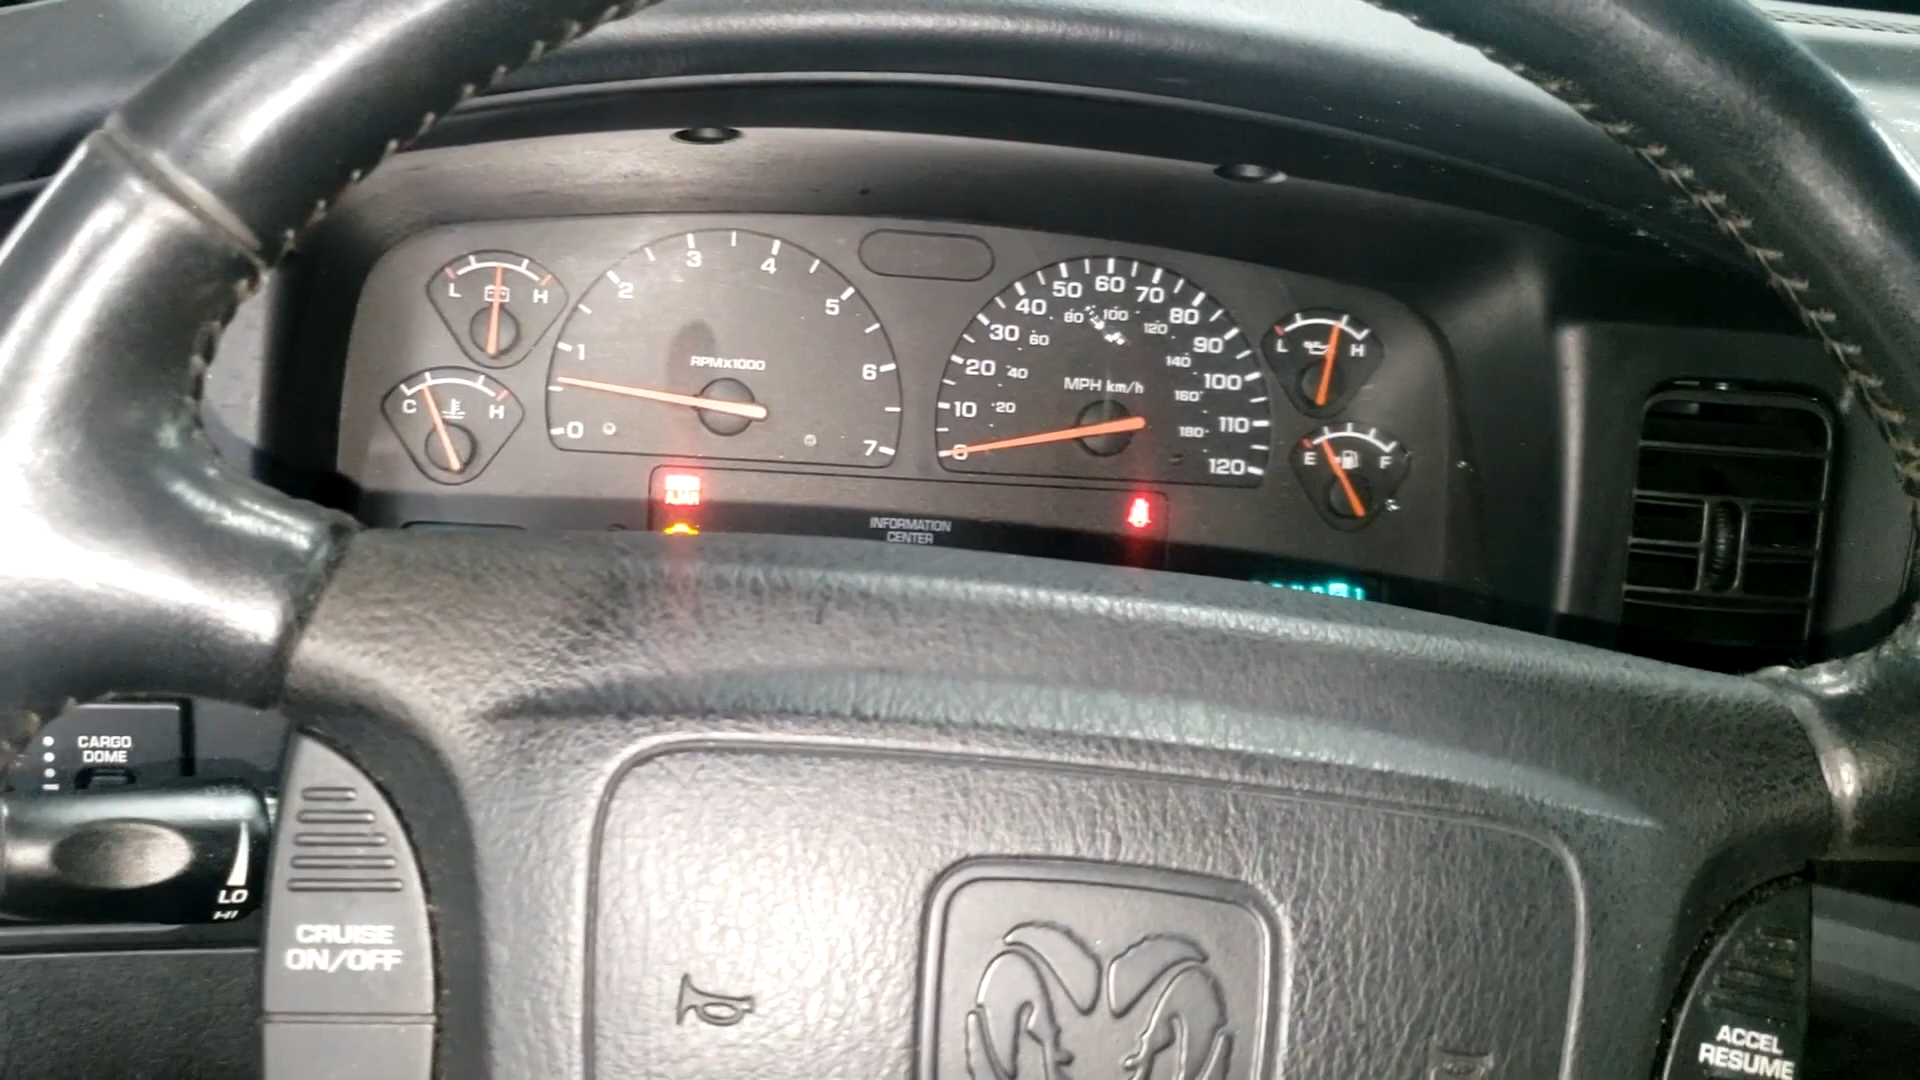 L H
C H
0 1 2 3 4 5 6 7
RPMX1000
0 10 20 30 40 50 60 70 80 90 100 110 120
20 40 60 80 100 120 140 160 180
MPH km/h
L H
E F
AJAR
INFORMATION
CENTER
CARGO
DOME
LO
HI
CRUISE
ON/OFF
ACCEL
RESUME